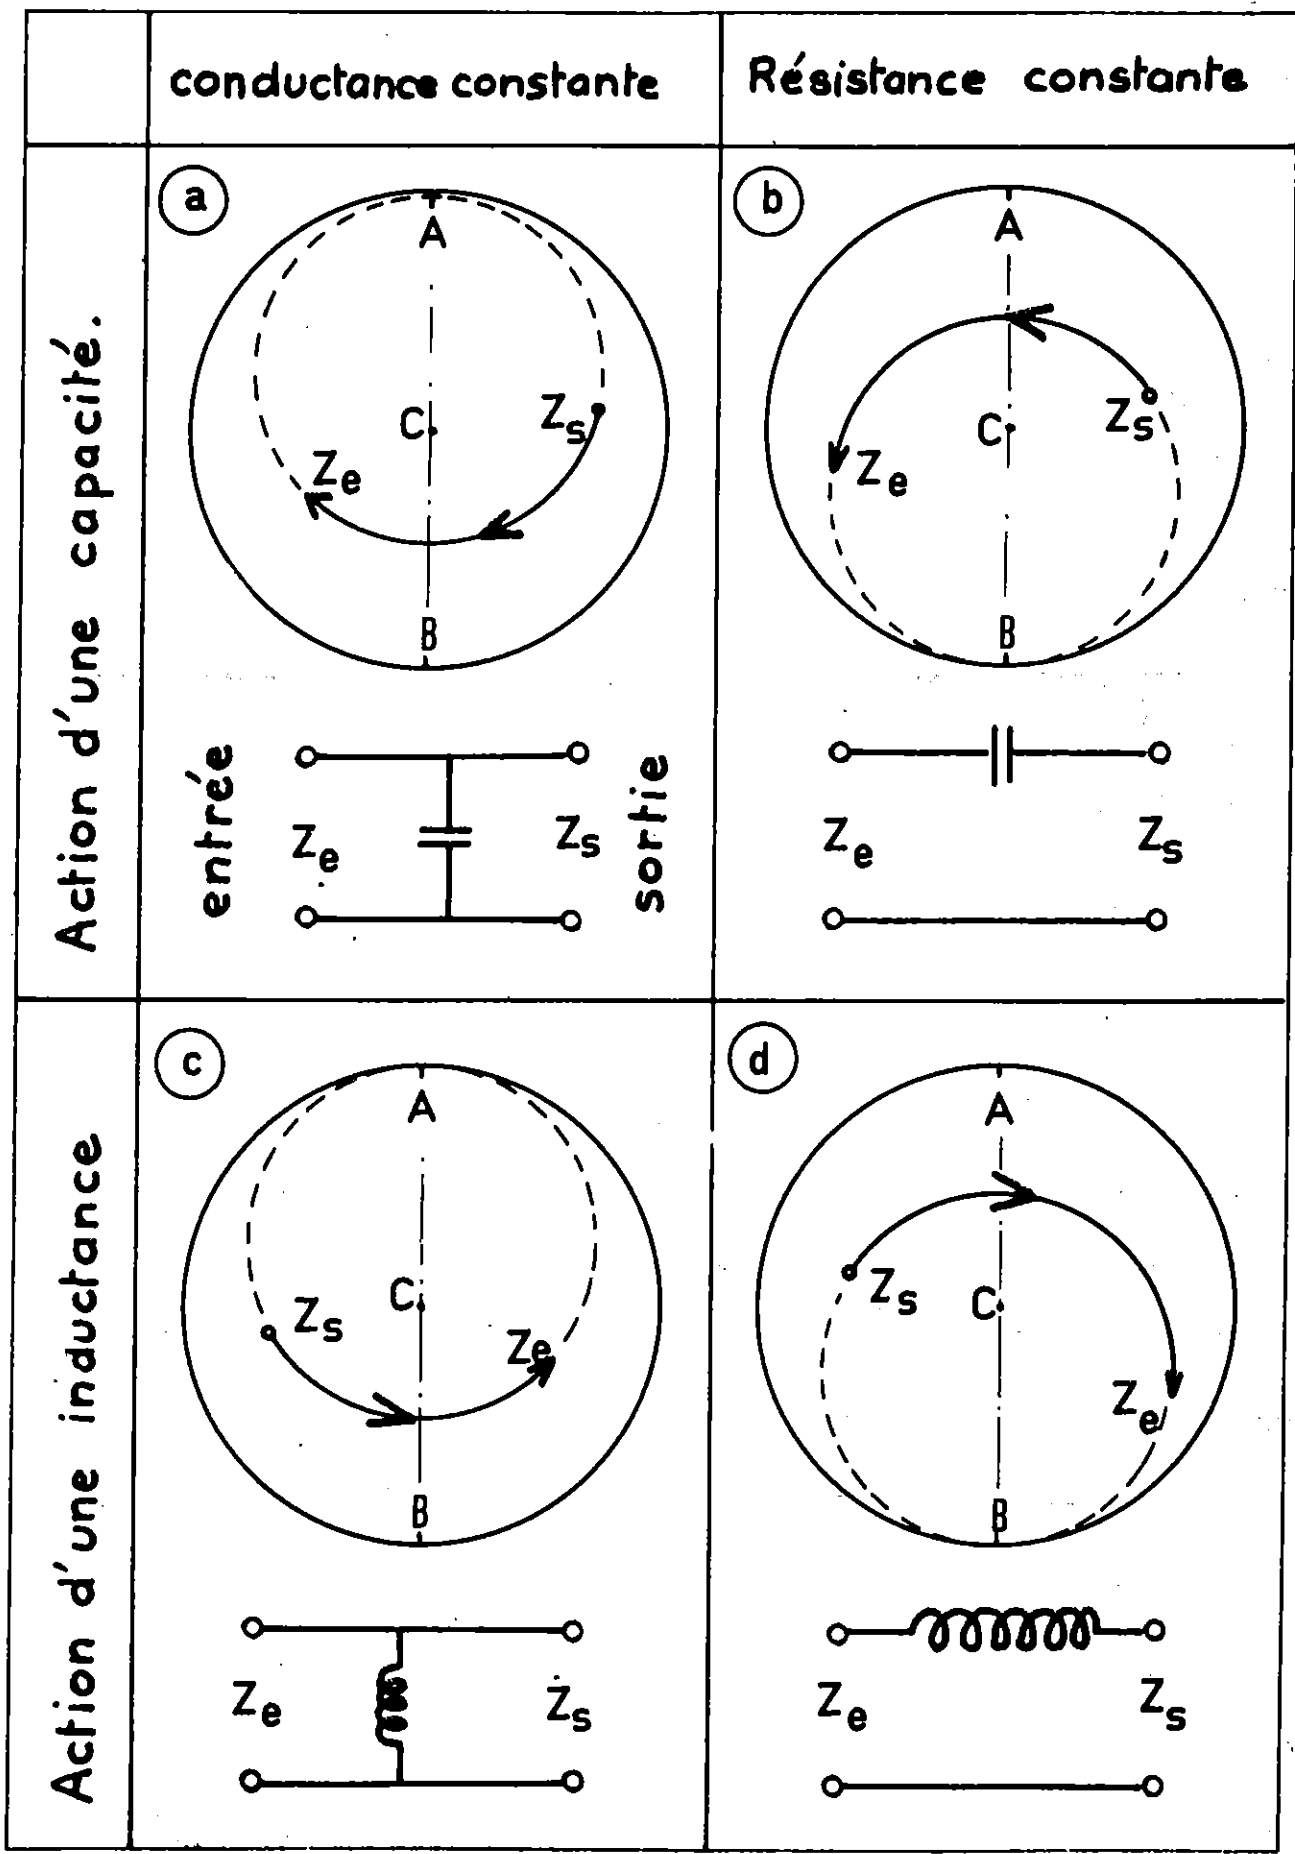 conductance constante
Résistance constante
Action d'une capacité.
a
A
C
Zs
Ze
B
entrée
Ze
Zs
sortie
b
A
C
Zs
Ze
B
Ze
Zs
Action d'une inductance
c
A
C
Zs
Ze
B
Ze
Zs
d
A
Zs
C
Ze
B
Ze
Zs